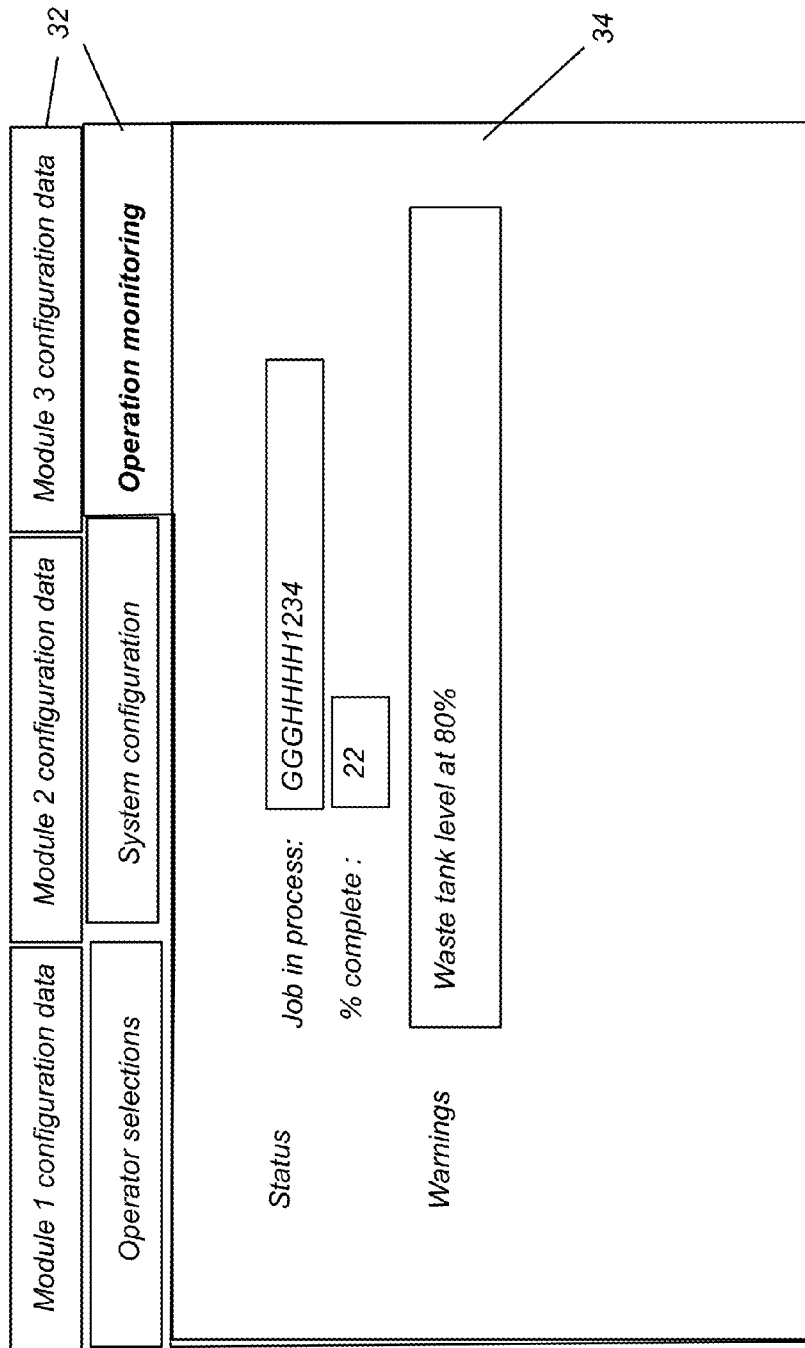 32
Module 1 configuration data Module 2 configuration data Module 3 configuration data
Operator selections System configuration Operation monitoring
Status Job in process: GGGHHHH1234
% complete : 22
Warnings Waste tank level at 80%
34